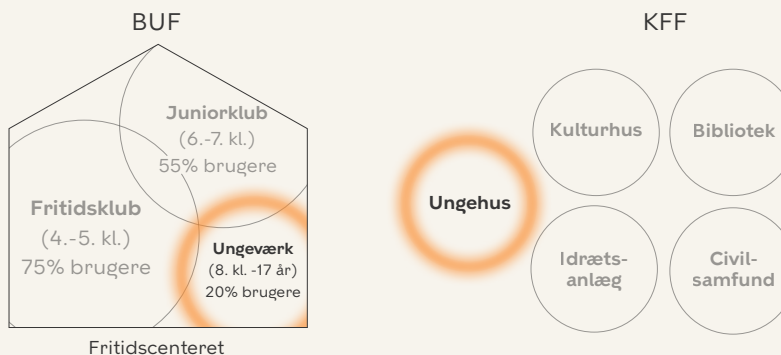 BUF
Juniorklub
(6.-7. kl.)
55% brugere
Fritidsklub
(4.-5. kl.)
75% brugere
Ungeværk
(8. kl. -17 år)
20% brugere
Fritidscenteret
KFF
Kulturhus
Bibliotek
Ungehus
Idræts-
anlæg
Civil-
samfund